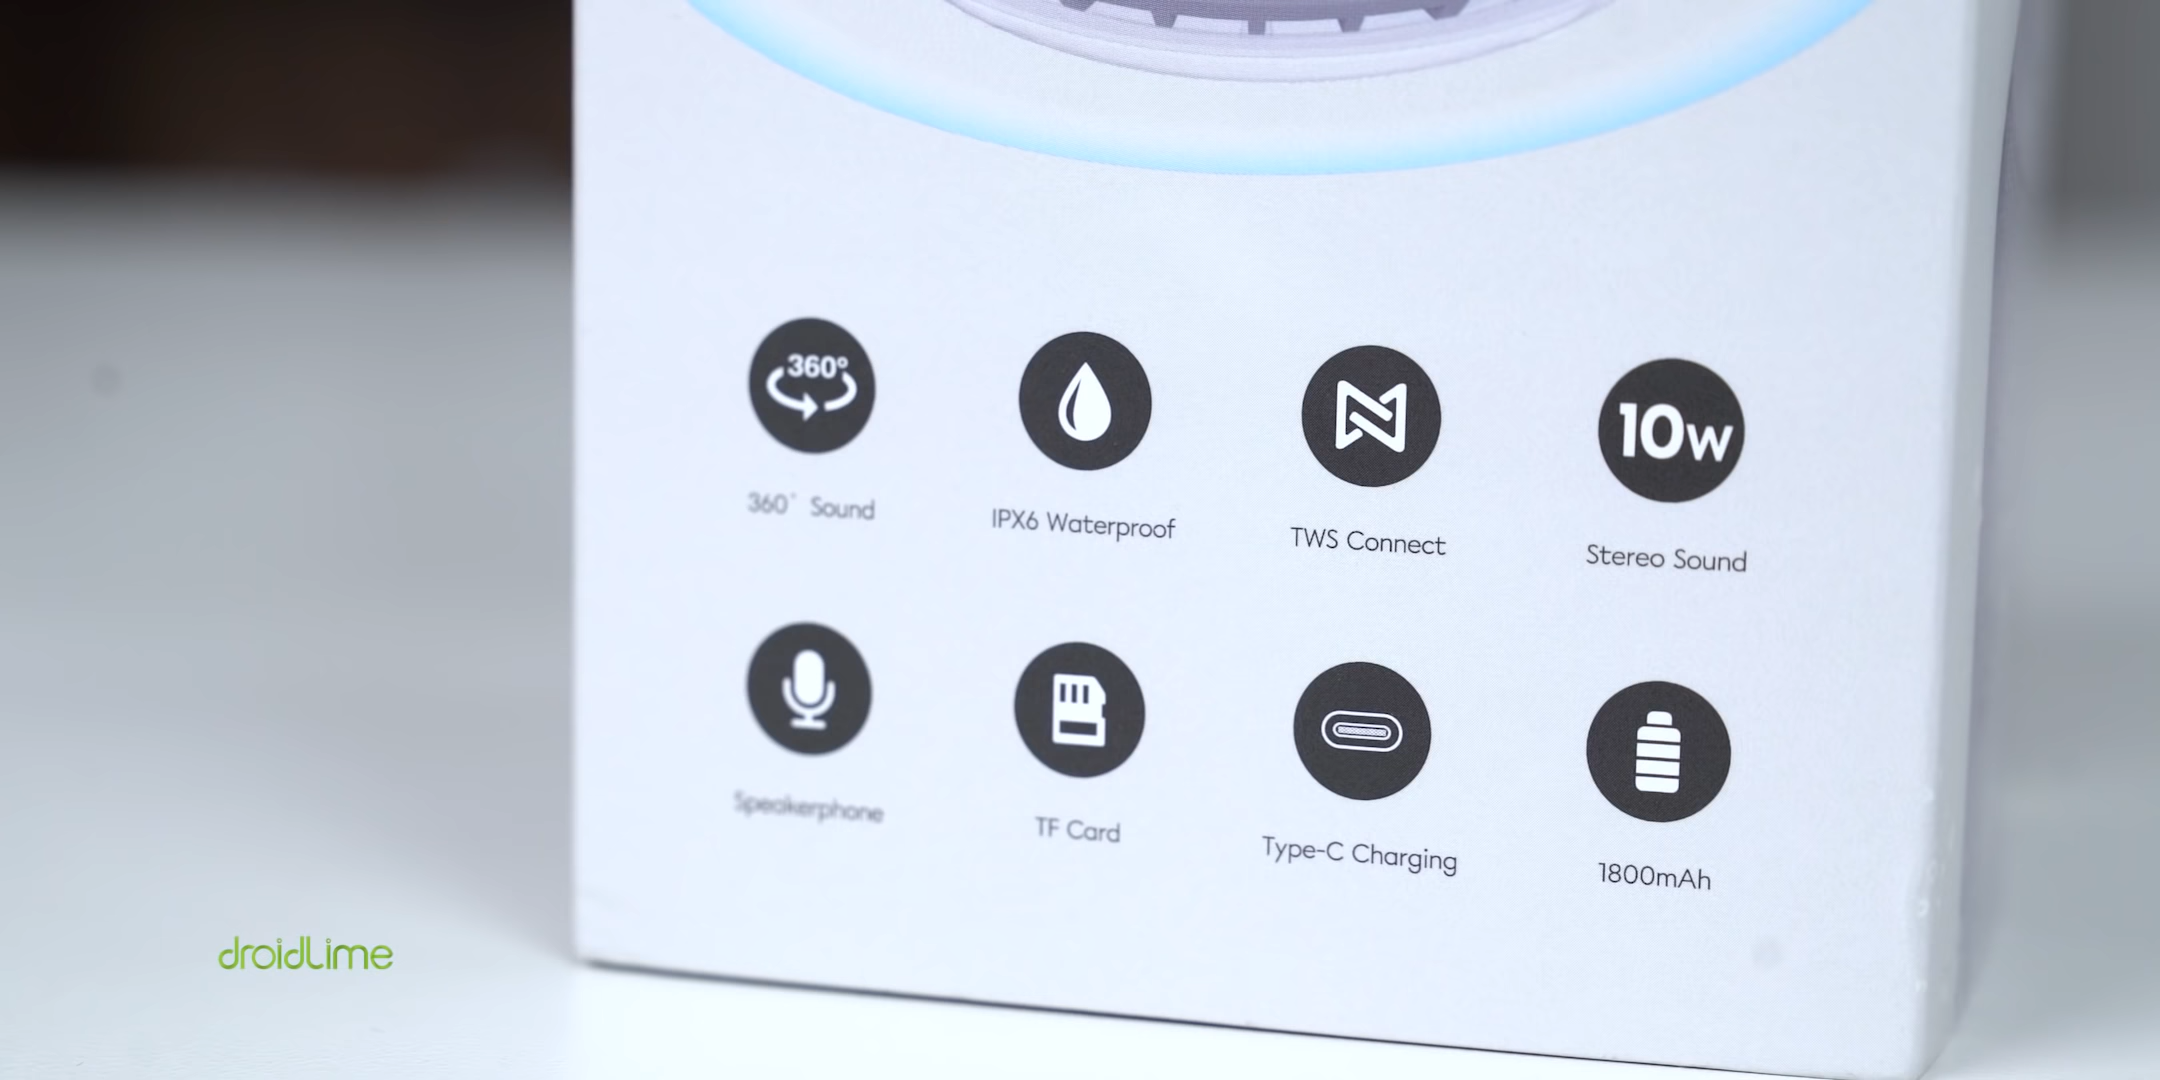 360°
10w
360° Sound
IPX6 Waterproof
TWS Connect
Stereo Sound
Speakerphone
TF Card
Type-C Charging
1800mAh
droidLime